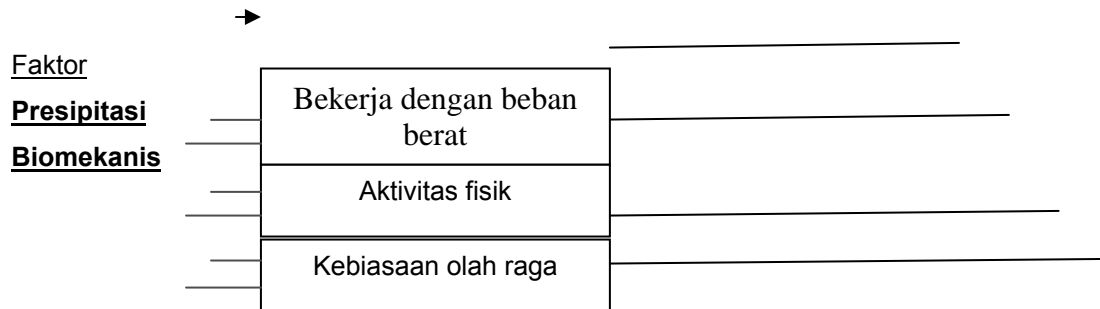 Faktor
Presipitasi
Biomekanis
Bekerja dengan beban
berat
Aktivitas fisik
Kebiasaan olah raga